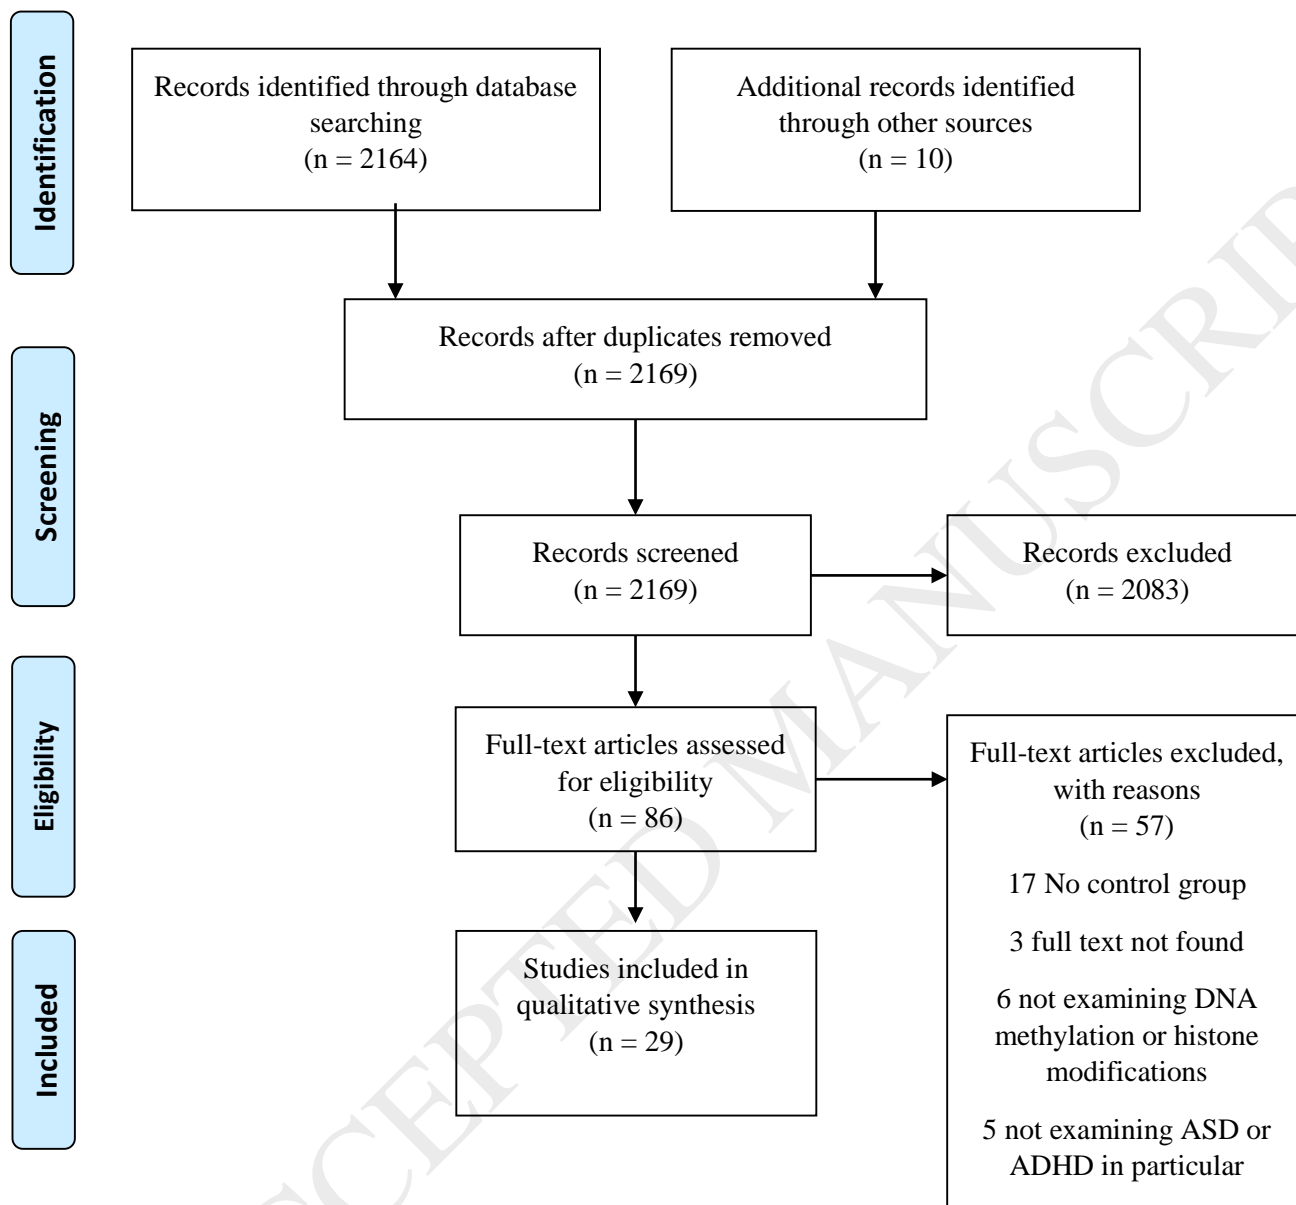 Identification
Records identified through database
searching
(n = 2164)
Additional records identified
through other sources
(n = 10)
Records after duplicates removed
(n = 2169)
Screening
Records screened
(n = 2169)
Records excluded
(n = 2083)
Eligibility
Full-text articles assessed
for eligibility
(n = 86)
Full-text articles excluded,
with reasons
(n = 57)
17 No control group
3 full text not found
6 not examining DNA
methylation or histone
modifications
5 not examining ASD or
ADHD in particular
Included
Studies included in
qualitative synthesis
(n = 29)
CCEPTED MANUSCRIP